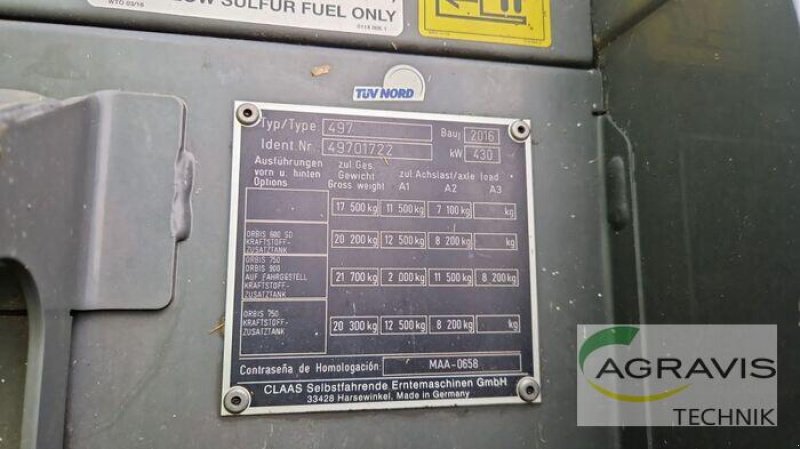 WTD 03/16
LOW SULFUR FUEL ONLY
TÜV NORD
Typ/Type 497 Bauj 2016
Ident.Nr. 49701722 kW 430
Ausführungen vorn u hinten Options
zul.Ges. Gewicht Gross weight
zul. Achslast/axle load
A1 A2 A3
17 500 kg 11 500 kg 7 100 kg kg
ORBIS 600 SD
KRAFTSTOFF-
ZUSATZTANK
20 200 kg 12 500 kg 8 200 kg kg
ORBIS 750
ORBIS 900
AUF FAHRGESTELL
KRAFTSTOFF-
ZUSATZTANK
21 700 kg 2 000 kg 11 500 kg 8 200 kg
ORBIS 750
KRAFTSTOFF-
ZUSATZTANK
20 300 kg 12 500 kg 8 200 kg kg
Contraseña de Homologación: MAA-0658
CLAAS Selbstfahrende Erntemaschinen GmbH
33428 Harsewinkel, Made in Germany
AGRAVIS
TECHNIK